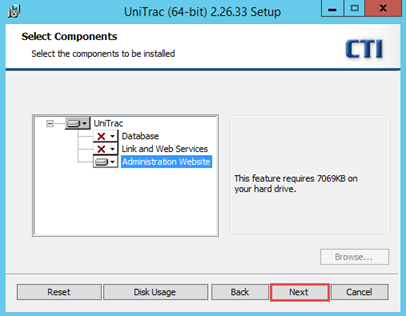 UniTrac (64-bit) 2.26.33 Setup
Select Components
Select the components to be installed
CTI
UniTrac
Database
Link and Web Services
Administration Website
This feature requires 7069KB on
your hard drive.
Browse...
Reset
Disk Usage
Back
Next
Cancel